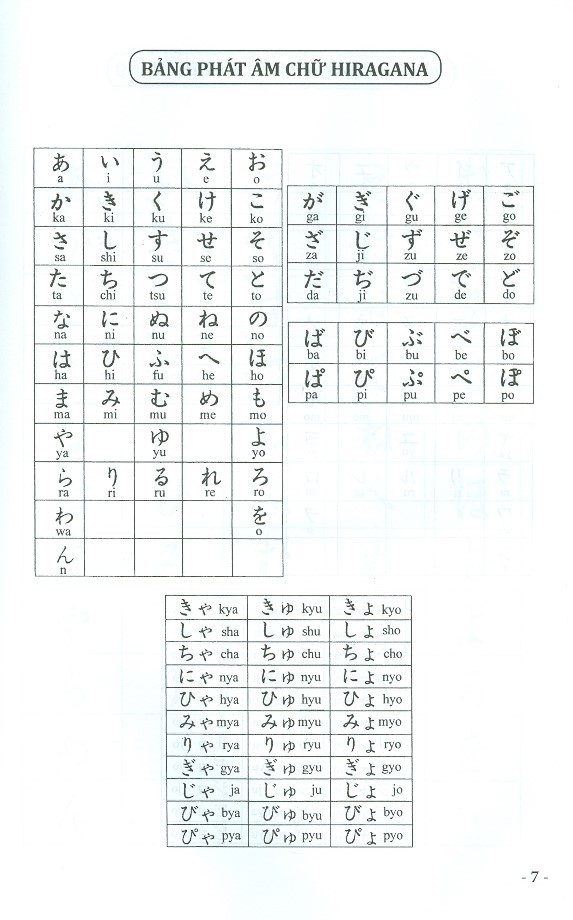 BẢNG PHÁT ÂM CHỮ HIRAGANA
あ い う え お
a i u e o
か き く け こ
ka ki ku ke ko
さ し す せ そ
sa shi su se so
た ち つ て と
ta chi tsu te to
な に ぬ ね の
na ni nu ne no
は ひ ふ へ ほ
ha hi fu he ho
ま み む め も
ma mi mu me mo
や ゆ よ
ya yu yo
ら り る れ ろ
ra ri ru re ro
わ を
wa o
ん
n
が ぎ ぐ げ ご
ga gi gu ge go
ざ じ ず ぜ ぞ
za ji zu ze zo
だ ぢ づ で ど
da ji zu de do
ば び ぶ べ ぼ
ba bi bu be bo
ぱ ぴ ぷ ぺ ぽ
pa pi pu pe po
きゃ kya きゅ kyu きょ kyo
しゃ sha しゅ shu しょ sho
ちゃ cha ちゅ chu ちょ cho
にゃ nya にゅ nyu にょ nyo
ひゃ hya ひゅ hyu ひょ hyo
みゃ mya みゅ myu みょ myo
りゃ rya りゅ ryu りょ ryo
ぎゃ gya ぎゅ gyu ぎょ gyo
じゃ ja じゅ ju じょ jo
びゃ bya びゅ byu びょ byo
ぴゃ pya ぴゅ pyu ぴょ pyo
- 7 -